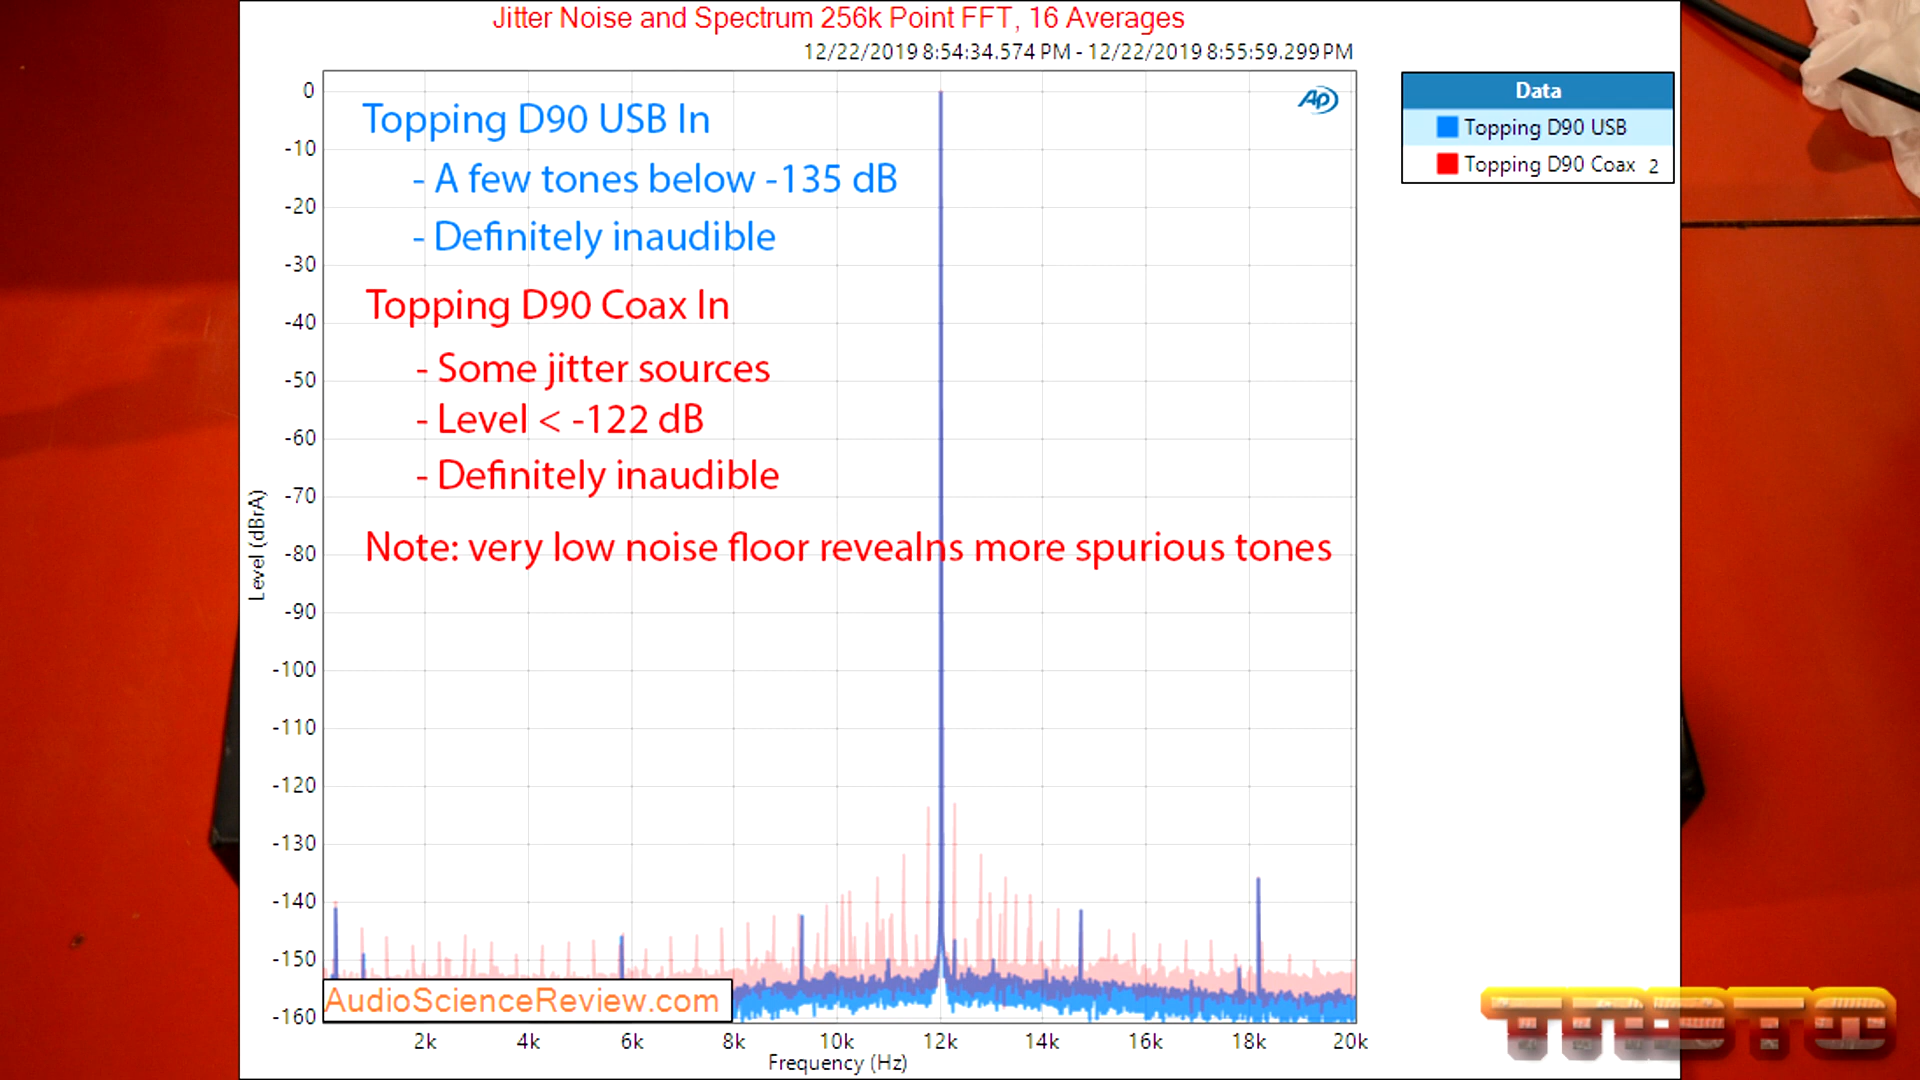 Jitter Noise and Spectrum 256k Point FFT, 16 Averages
12/22/2019 8:54:34.574 PM - 12/22/2019 8:55:59.299 PM
Data
Topping D90 USB
Topping D90 Coax 2
Topping D90 USB In
- A few tones below -135 dB
- Definitely inaudible
Topping D90 Coax In
- Some jitter sources
- Level < -122 dB
- Definitely inaudible
Note: very low noise floor revealns more spurious tones
AP
Level (dBrA)
0
-10
-20
-30
-40
-50
-60
-70
-80
-90
-100
-110
-120
-130
-140
-150
-160
AudioScienceReview.com
2k 4k 6k 8k 10k 12k 14k 16k 18k 20k
Frequency (Hz)